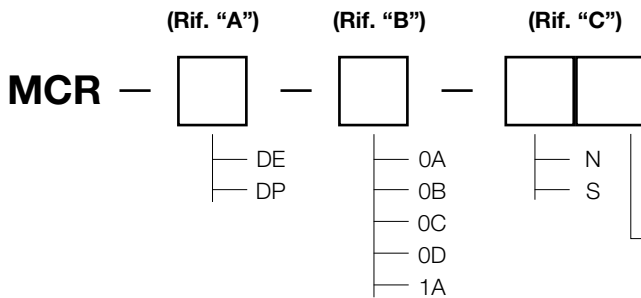 (Rif. “A”) (Rif. “B”) (Rif. “C”)
MCR — — —
DE 0A N
DP 0B S
0C
0D
1A